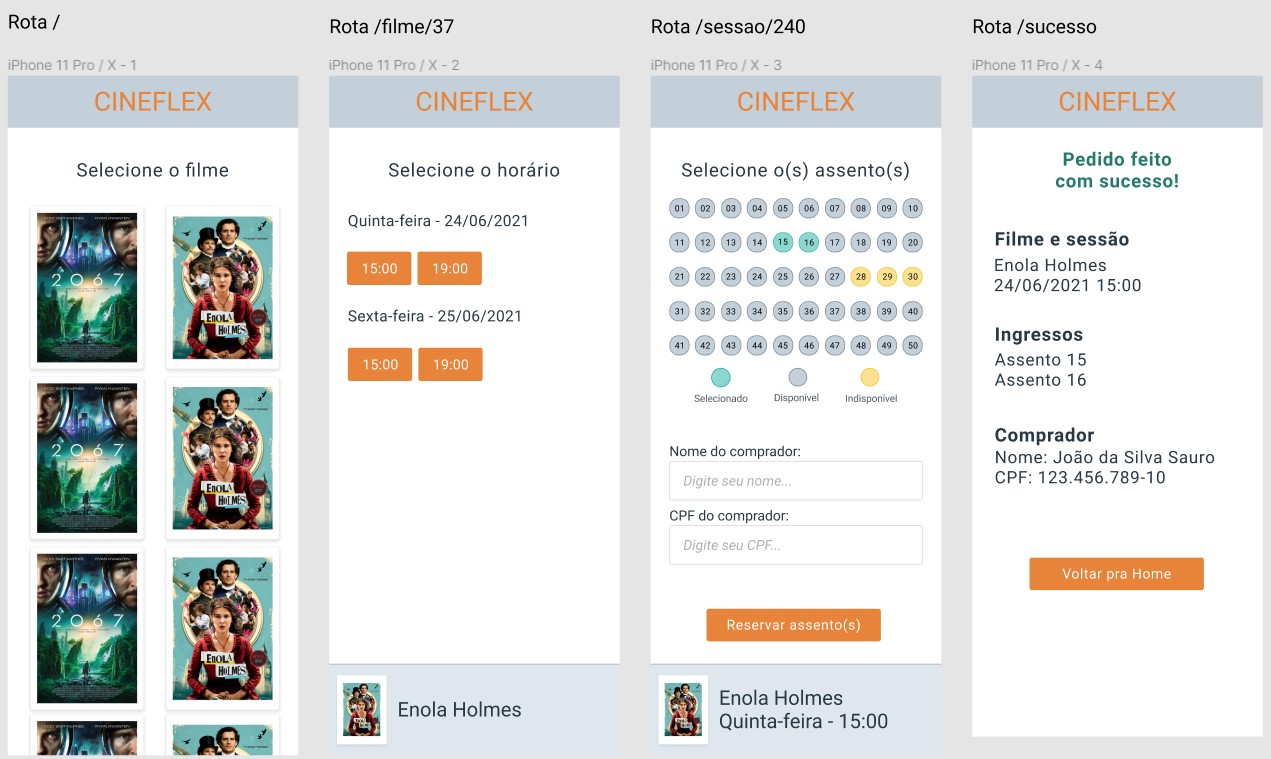 Rota /
iPhone 11 Pro / X - 1
CINEFLEX
Selecione o filme
2067
ENOLA
HOLMES
2067
ENOLA
HOLMES
2067
ENOLA
HOLMES
Rota /filme/37
iPhone 11 Pro / X - 2
CINEFLEX
Selecione o horário
Quinta-feira - 24/06/2021
15:00 19:00
Sexta-feira - 25/06/2021
15:00 19:00
Enola Holmes
Rota /sessao/240
iPhone 11 Pro / X - 3
CINEFLEX
Selecione o(s) assento(s)
01 02 03 04 05 06 07 08 09 10
11 12 13 14 15 16 17 18 19 20
21 22 23 24 25 26 27 28 29 30
31 32 33 34 35 36 37 38 39 40
41 42 43 44 45 46 47 48 49 50
Selecionado Disponível Indisponível
Nome do comprador:
Digite seu nome...
CPF do comprador:
Digite seu CPF...
Reservar assento(s)
Enola Holmes
Quinta-feira - 15:00
Rota /sucesso
iPhone 11 Pro / X - 4
CINEFLEX
Pedido feito
com sucesso!
Filme e sessão
Enola Holmes
24/06/2021 15:00
Ingressos
Assento 15
Assento 16
Comprador
Nome: João da Silva Sauro
CPF: 123.456.789-10
Voltar pra Home